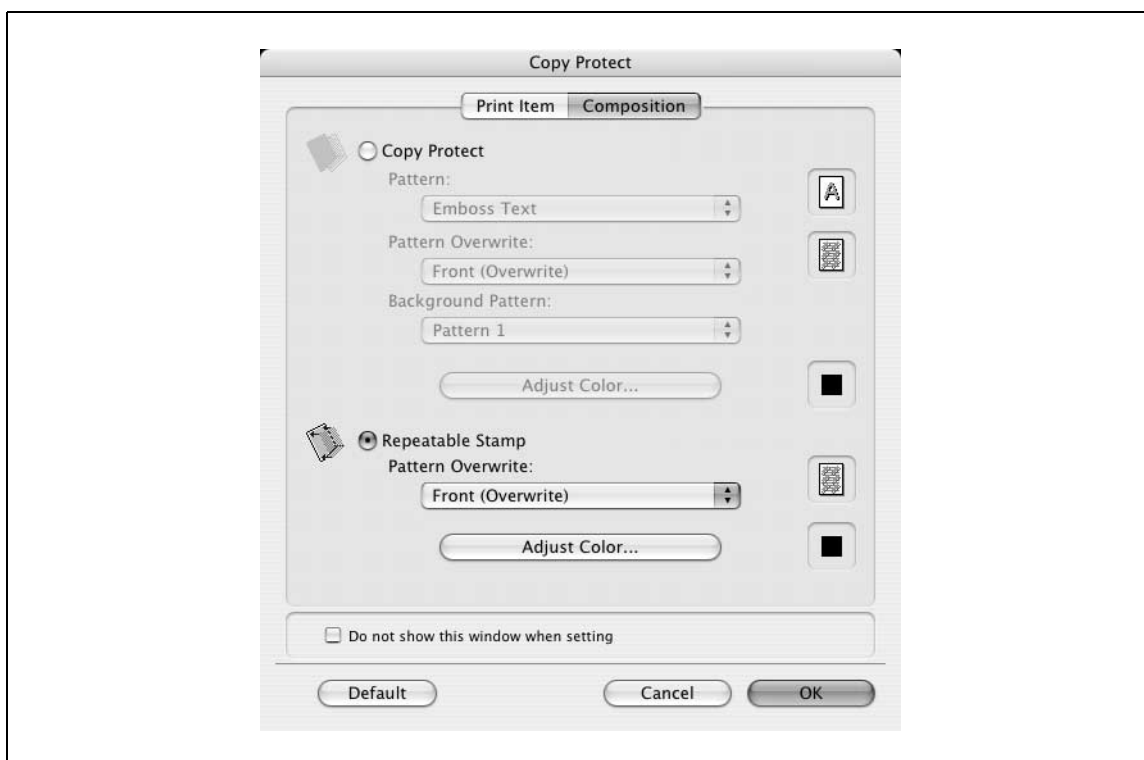 Copy Protect
Print Item Composition
Copy Protect
Pattern:
Emboss Text
A
Pattern Overwrite:
Front (Overwrite)
Background Pattern:
Pattern 1
Adjust Color...
Repeatable Stamp
Pattern Overwrite:
Front (Overwrite)
Adjust Color...
Do not show this window when setting
Default Cancel OK